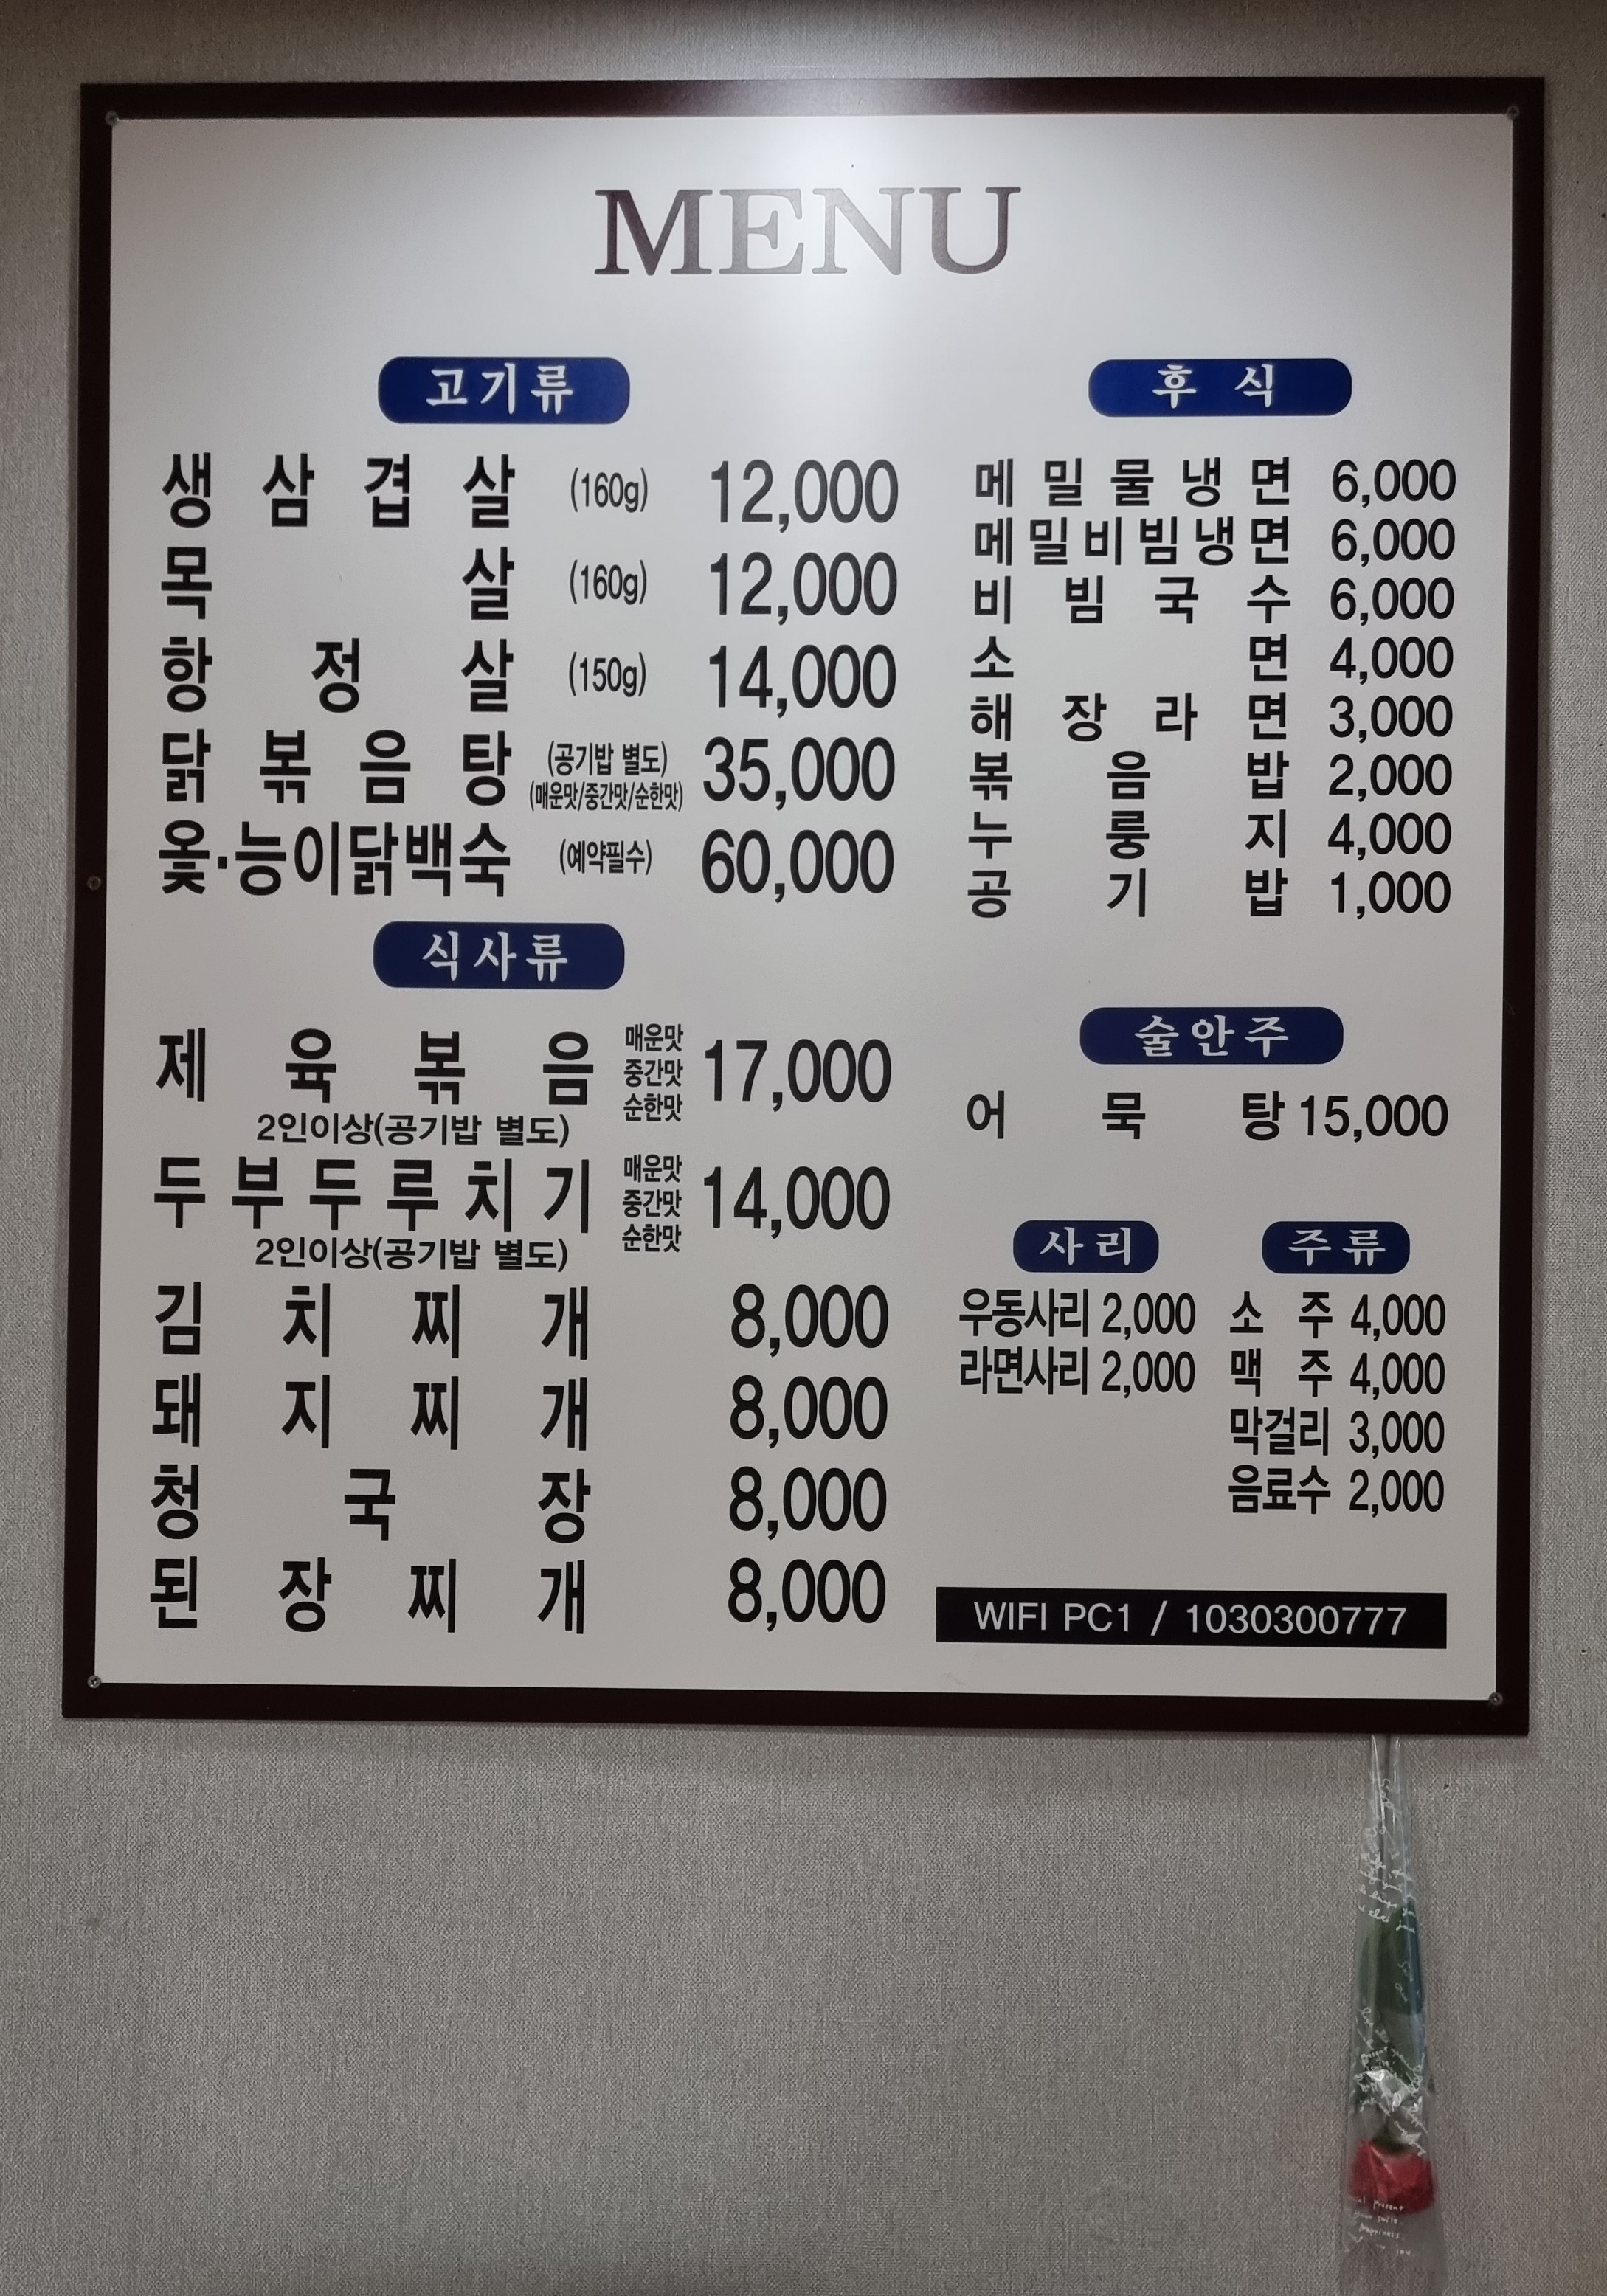 MENU
고기류
생삼겹살 (160g) 12,000
목살 (160g) 12,000
항정살 (150g) 14,000
닭볶음탕 (공기밥 별도) 35,000
(매운맛/중간맛/순한맛)
옻·능이닭백숙 (예약필수) 60,000
식사류
제육볶음 매운맛 중간맛 순한맛 17,000
2인이상(공기밥 별도)
두부두루치기 매운맛 중간맛 순한맛 14,000
2인이상(공기밥 별도)
김치찌개 8,000
돼지찌개 8,000
청국장 8,000
된장찌개 8,000
후식
메밀물냉면 6,000
메밀비빔냉면 6,000
비빔국수 6,000
소면 4,000
해장라면 3,000
볶음밥 2,000
누룽지 4,000
공기밥 1,000
술안주
어묵탕 15,000
사리
우동사리 2,000
라면사리 2,000
주류
소주 4,000
맥주 4,000
막걸리 3,000
음료수 2,000
WIFI PC1 / 1030300777